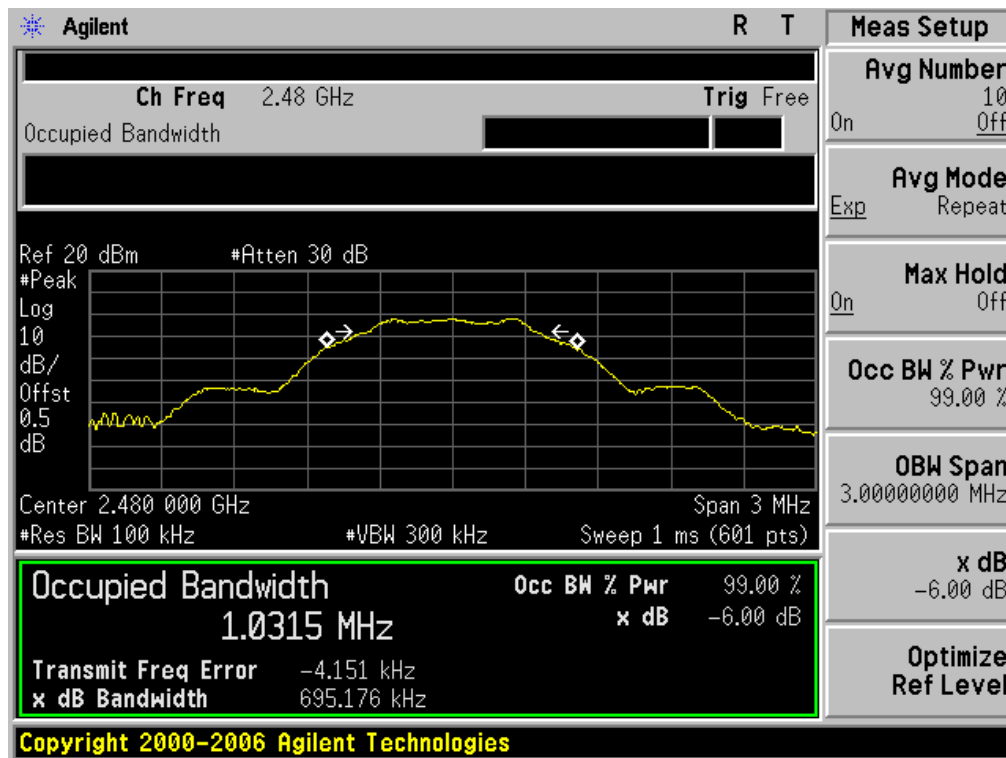 Agilent R T
Ch Freq 2.48 GHz Trig Free
Occupied Bandwidth
Ref 20 dBm #Atten 30 dB
#Peak
Log
10
dB/
Offst
0.5
dB
Center 2.480 000 GHz Span 3 MHz
#Res BW 100 kHz #VBW 300 kHz Sweep 1 ms (601 pts)
Occupied Bandwidth
1.0315 MHz
Occ BW % Pwr 99.00 %
x dB -6.00 dB
Transmit Freq Error -4.151 kHz
x dB Bandwidth 695.176 kHz
Copyright 2000-2006 Agilent Technologies
Meas Setup
Avg Number
10
On Off
Avg Mode
Exp Repeat
Max Hold
On Off
Occ BW % Pwr
99.00 %
OBW Span
3.00000000 MHz
x dB
-6.00 dB
Optimize
Ref Level